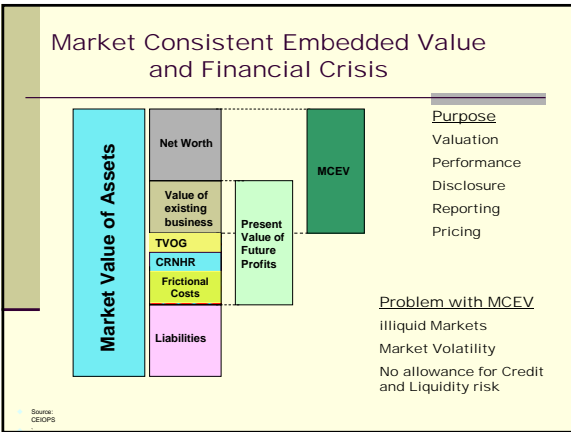 Market Consistent Embedded Value
and Financial Crisis
Market Value of Assets
Net Worth
Value of
existing
business
TVOG
CRNHR
Frictional
Costs
Liabilities
Present
Value of
Future
Profits
MCEV
Purpose
Valuation
Performance
Disclosure
Reporting
Pricing
Problem with MCEV
illiquid Markets
Market Volatility
No allowance for Credit
and Liquidity risk
Source:
CEIOPS